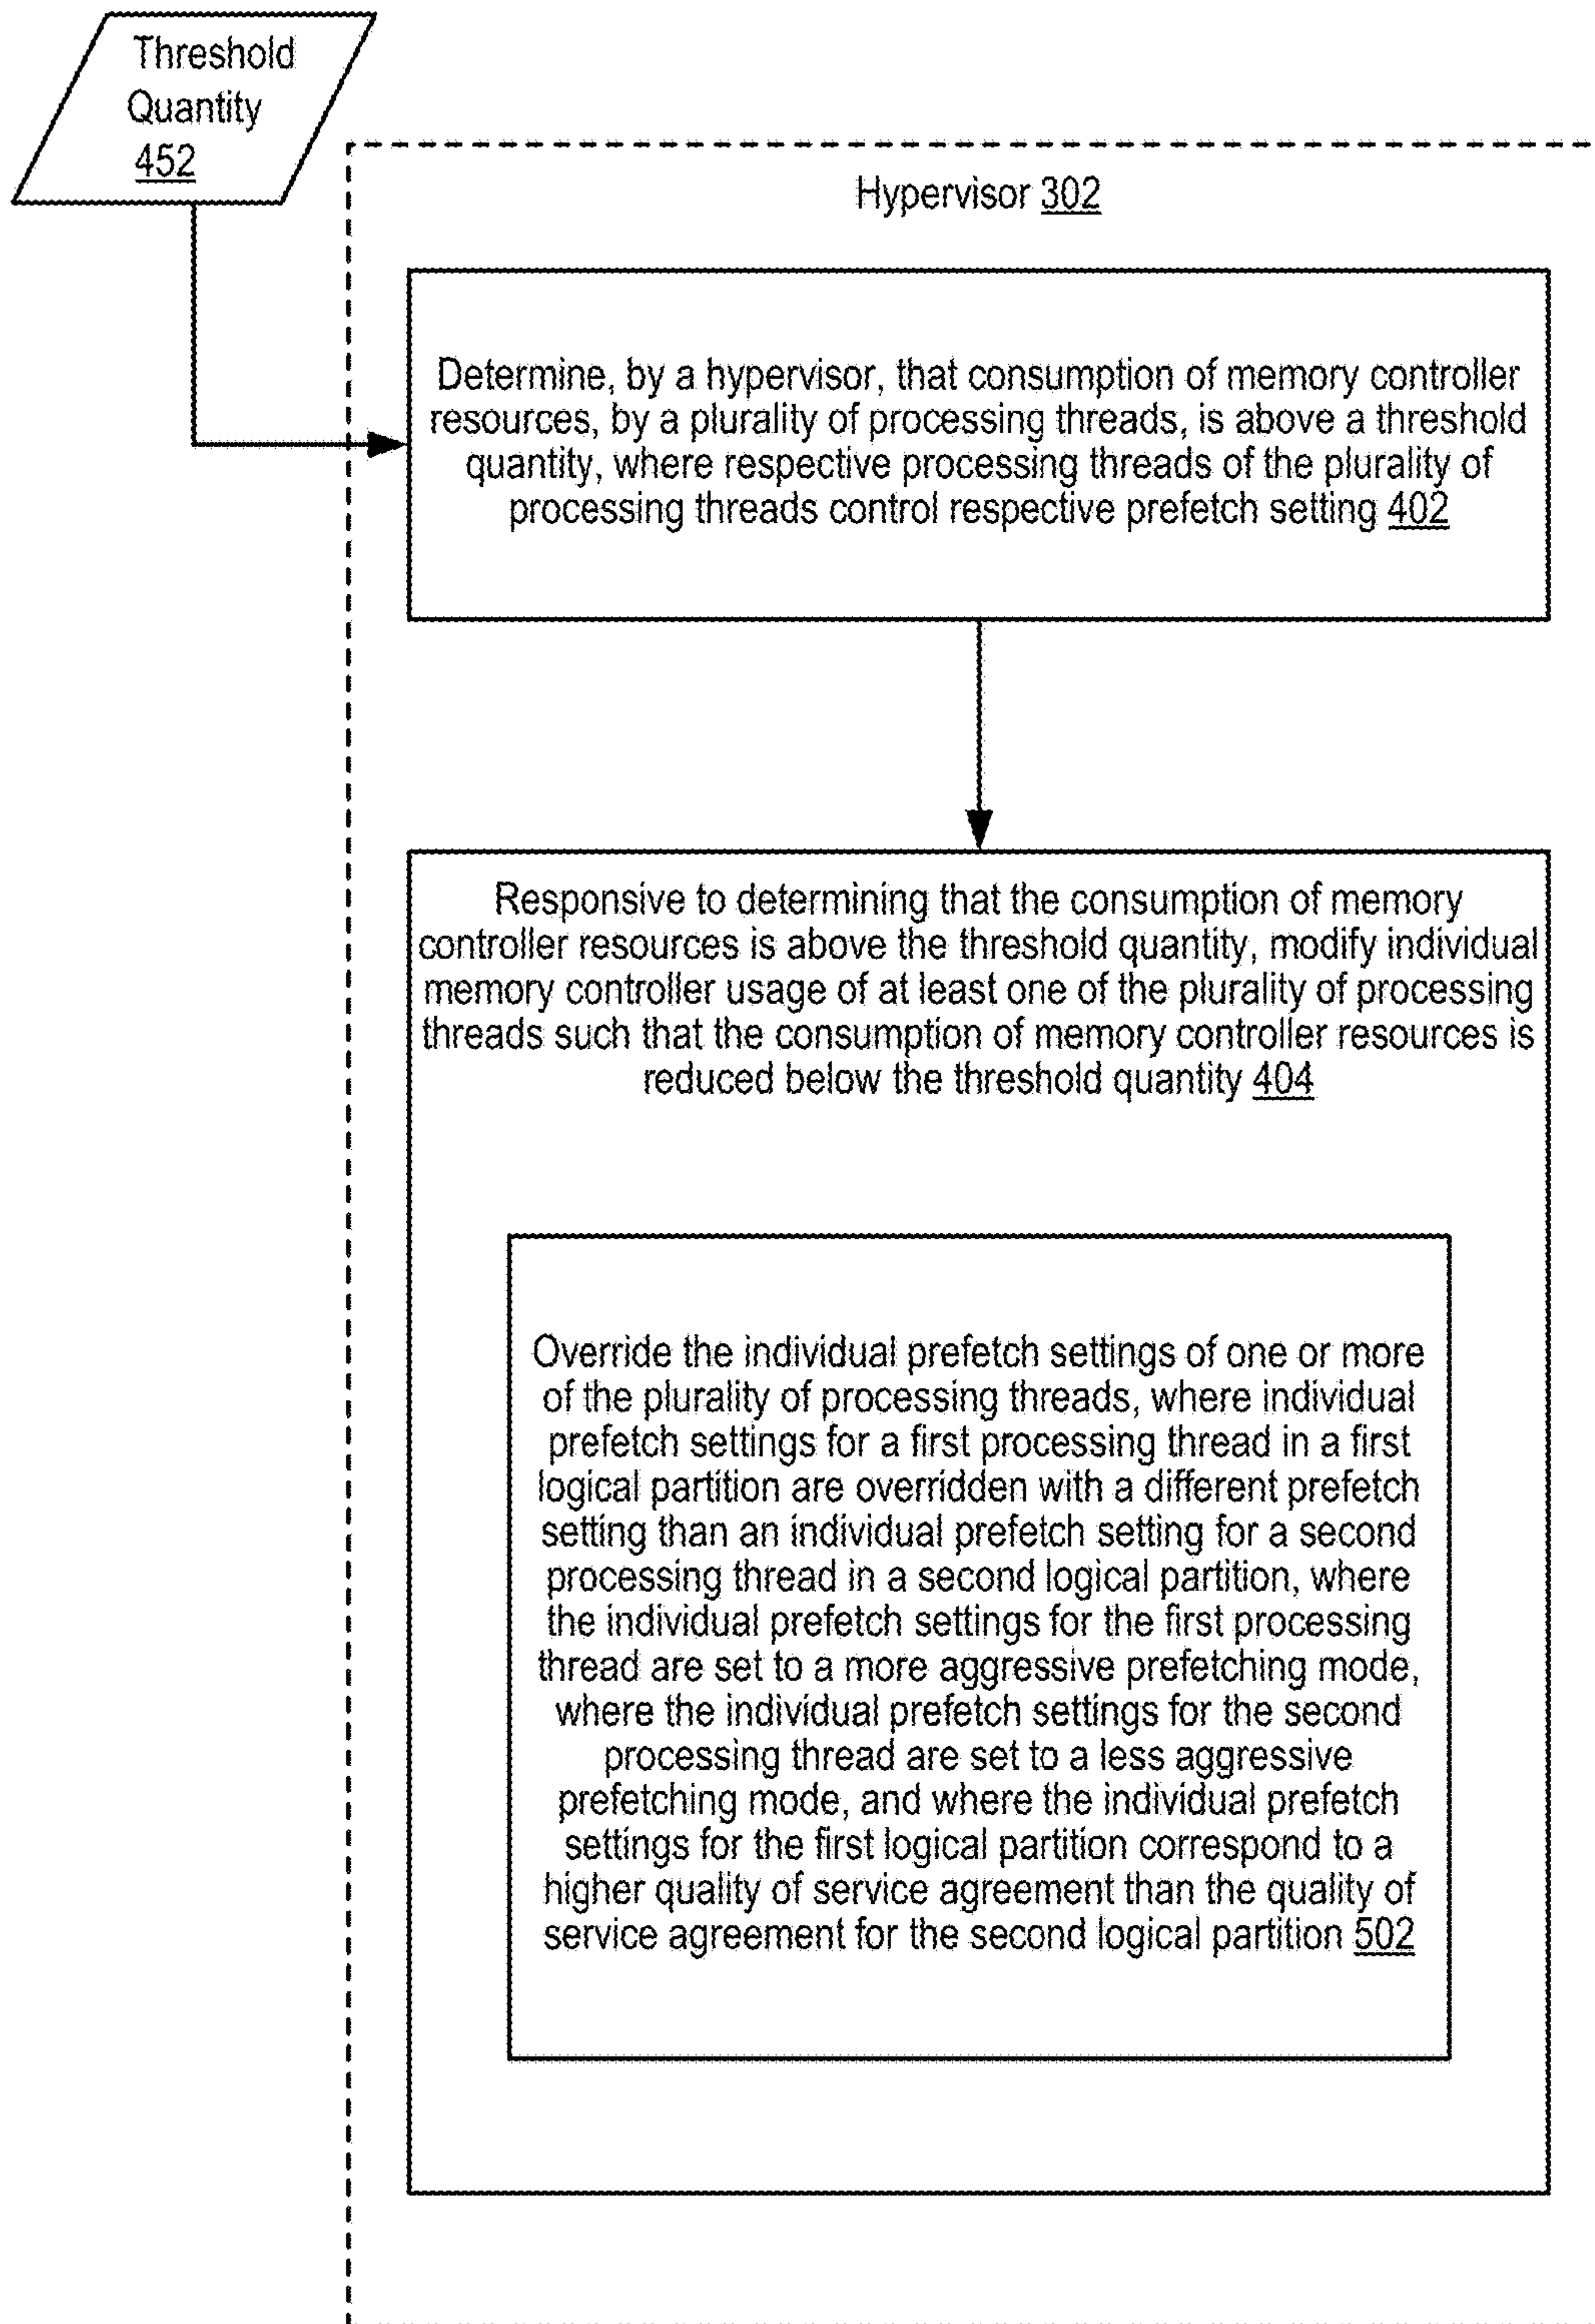 Threshold
Quantity
452
Hypervisor 302
Determine, by a hypervisor, that consumption of memory controller
resources, by a plurality of processing threads, is above a threshold
quantity, where respective processing threads of the plurality of
processing threads control respective prefetch setting 402
Responsive to determining that the consumption of memory
controller resources is above the threshold quantity, modify individual
memory controller usage of at least one of the plurality of processing
threads such that the consumption of memory controller resources is
reduced below the threshold quantity 404
Override the individual prefetch settings of one or more
of the plurality of processing threads, where individual
prefetch settings for a first processing thread in a first
logical partition are overridden with a different prefetch
setting than an individual prefetch setting for a second
processing thread in a second logical partition, where
the individual prefetch settings for the first processing
thread are set to a more aggressive prefetching mode,
where the individual prefetch settings for the second
processing thread are set to a less aggressive
prefetching mode, and where the individual prefetch
settings for the first logical partition correspond to a
higher quality of service agreement than the quality of
service agreement for the second logical partition 502